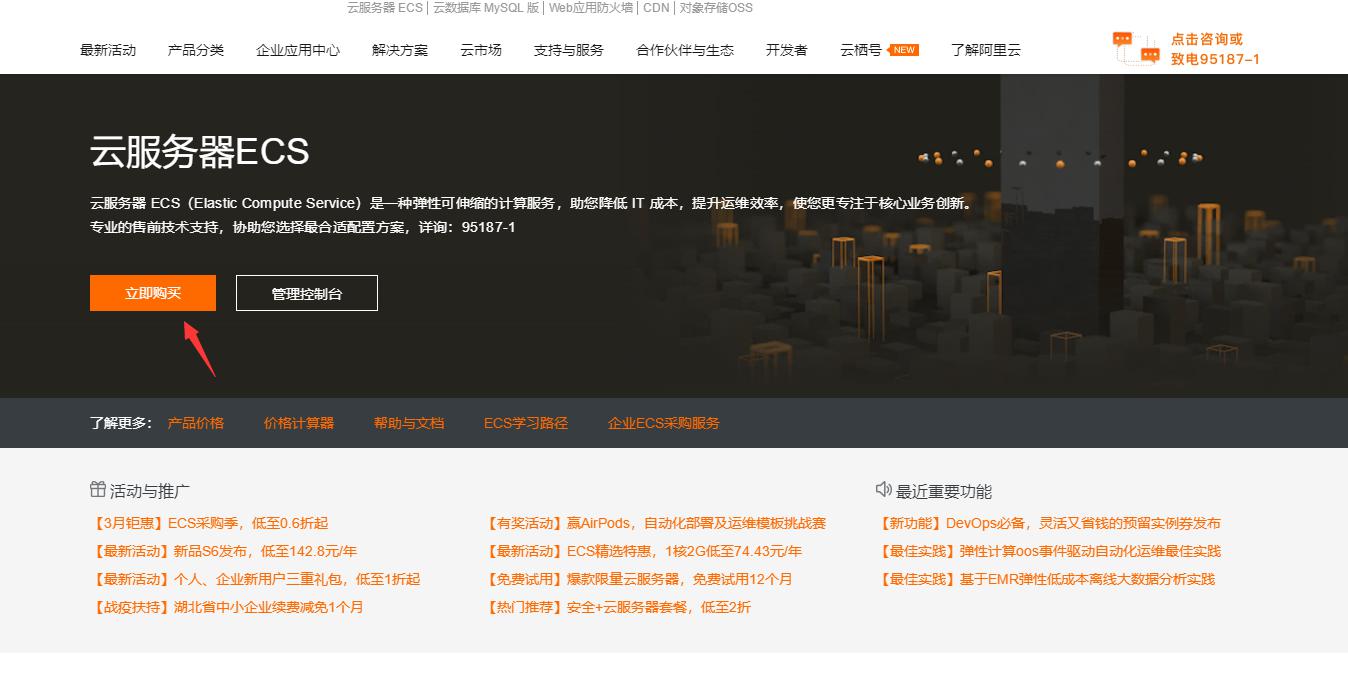 云服务器 ECS | 云数据库 MySQL 版 | Web应用防火墙 | CDN | 对象存储OSS
最新活动 产品分类 企业应用中心 解决方案 云市场 支持与服务 合作伙伴与生态 开发者 云栖号 NEW 了解阿里云
点击咨询或
致电95187-1
云服务器ECS
云服务器 ECS（Elastic Compute Service）是一种弹性可伸缩的计算服务，助您降低 IT 成本，提升运维效率，使您更专注于核心业务创新。
专业的售前技术支持，协助您选择最合适配置方案，详询：95187-1
立即购买 管理控制台
了解更多： 产品价格 价格计算器 帮助与文档 ECS学习路径 企业ECS采购服务
活动与推广
【3月钜惠】ECS采购季，低至0.6折起
【最新活动】新品S6发布，低至142.8元/年
【最新活动】个人、企业新用户三重礼包，低至1折起
【战疫扶持】湖北省中小企业续费减免1个月
【有奖活动】赢AirPods，自动化部署及运维模板挑战赛
【最新活动】ECS精选特惠，1核2G低至74.43元/年
【免费试用】爆款限量云服务器，免费试用12个月
【热门推荐】安全+云服务器套餐，低至2折
最近重要功能
【新功能】DevOps必备，灵活又省钱的预留实例券发布
【最佳实践】弹性计算oos事件驱动自动化运维最佳实践
【最佳实践】基于EMR弹性低成本离线大数据分析实践